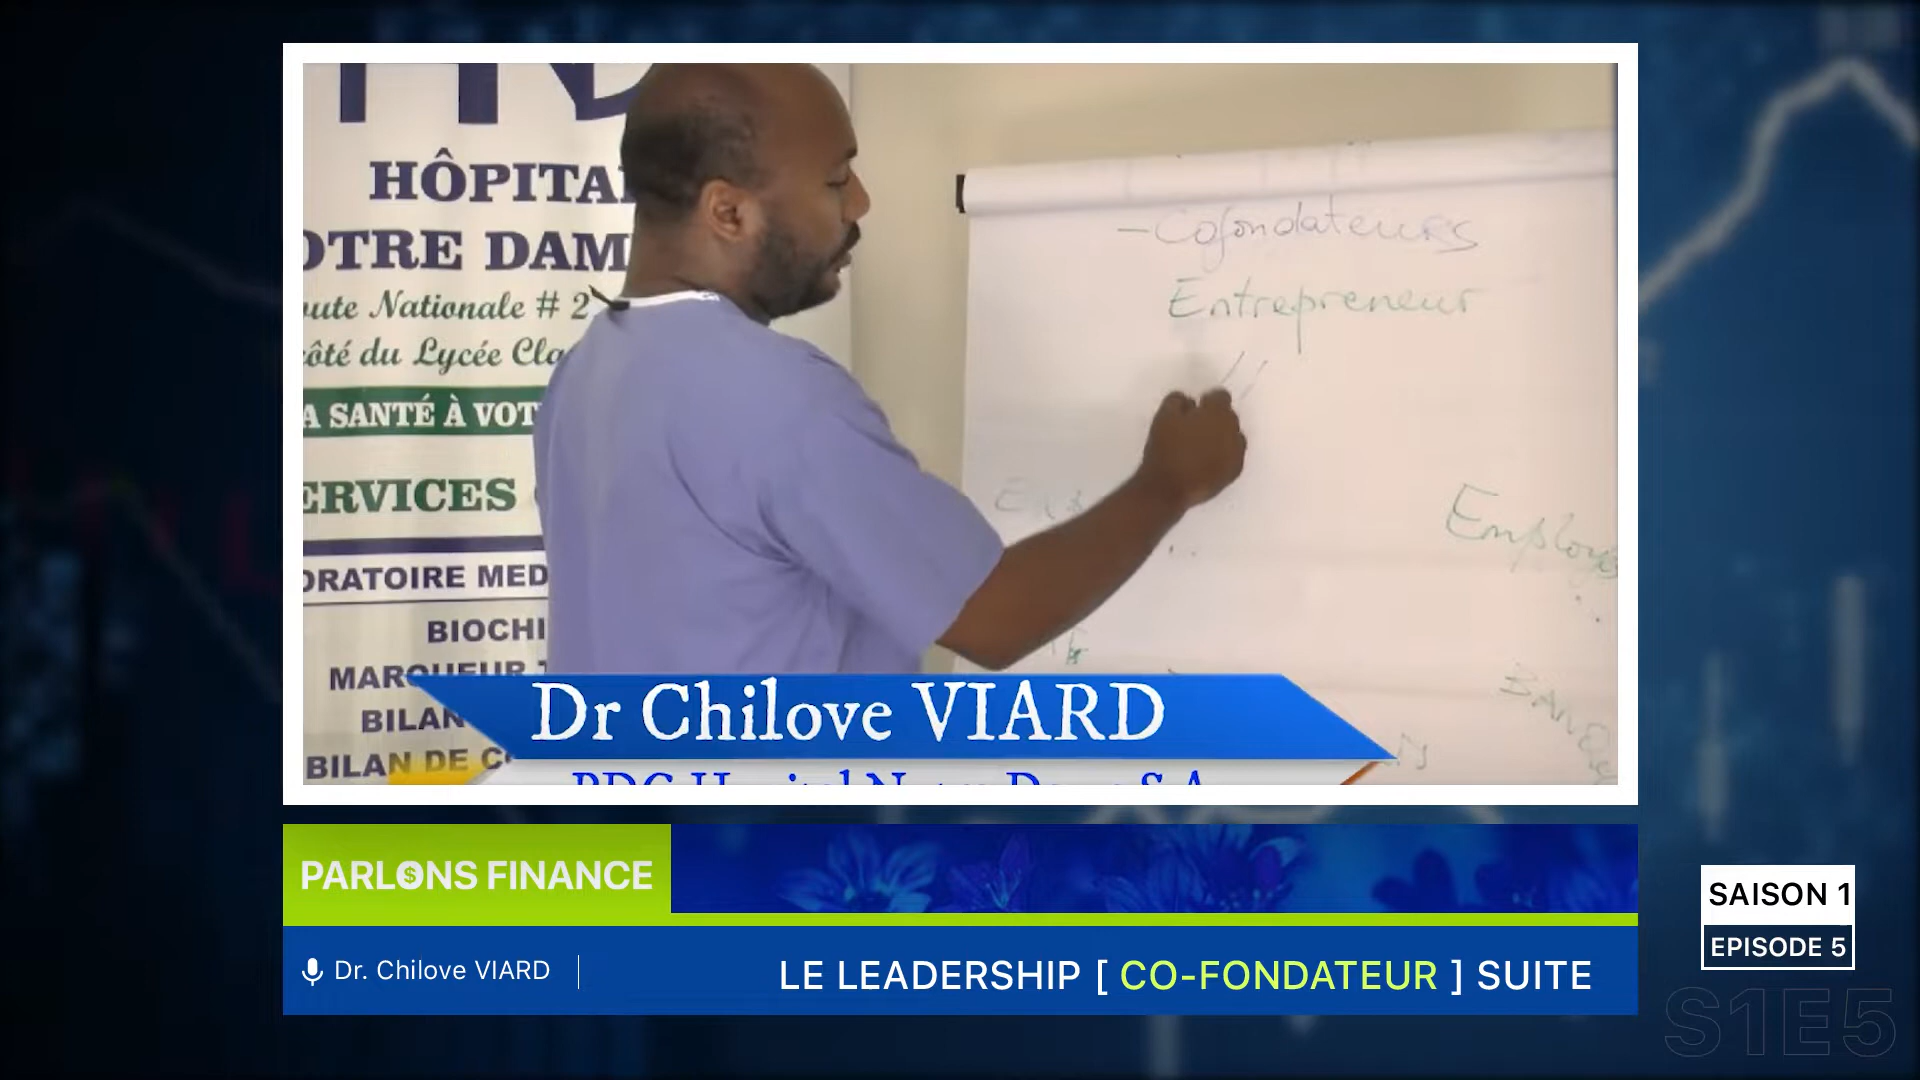 HÔPITA
OTRE DAM
ute Nationale # 2
ôté du Lycée Cla
A SANTÉ À VOT
ERVICES
ORATOIRE MED
BIOCHI
MARQUEUR
BILAN
BILAN DE C
- Cofondateurs
Entrepreneur
Employé
Dr Chilove VIARD
PARLONS FINANCE
Dr. Chilove VIARD
LE LEADERSHIP [ CO-FONDATEUR ] SUITE
SAISON 1
EPISODE 5
S1E5